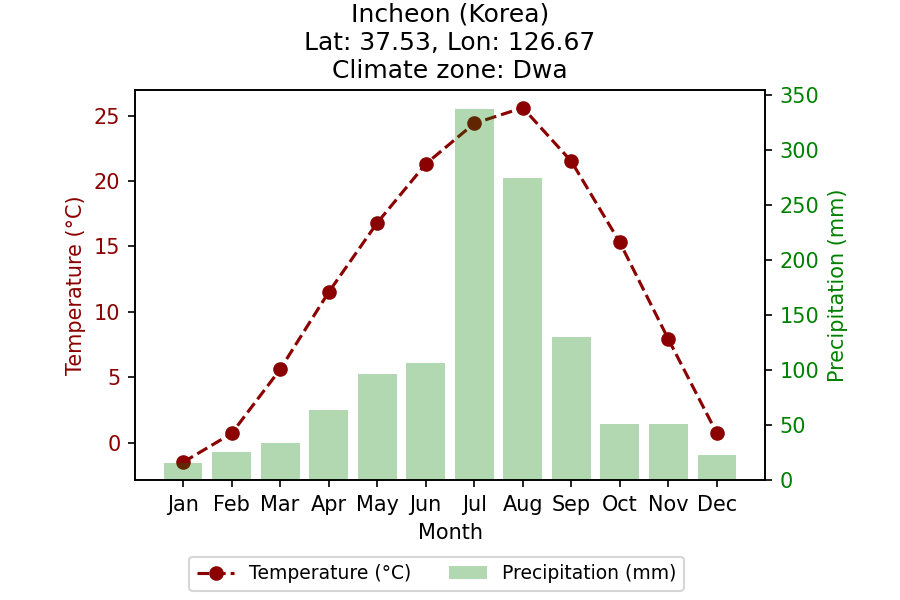 Incheon (Korea)
Lat: 37.53, Lon: 126.67
Climate zone: Dwa
Temperature (°C)
25
20
15
10
5
0
350
300
250
200
150
100
50
0
Precipitation (mm)
Jan Feb Mar Apr May Jun Jul Aug Sep Oct Nov Dec
Month
Temperature (°C) Precipitation (mm)